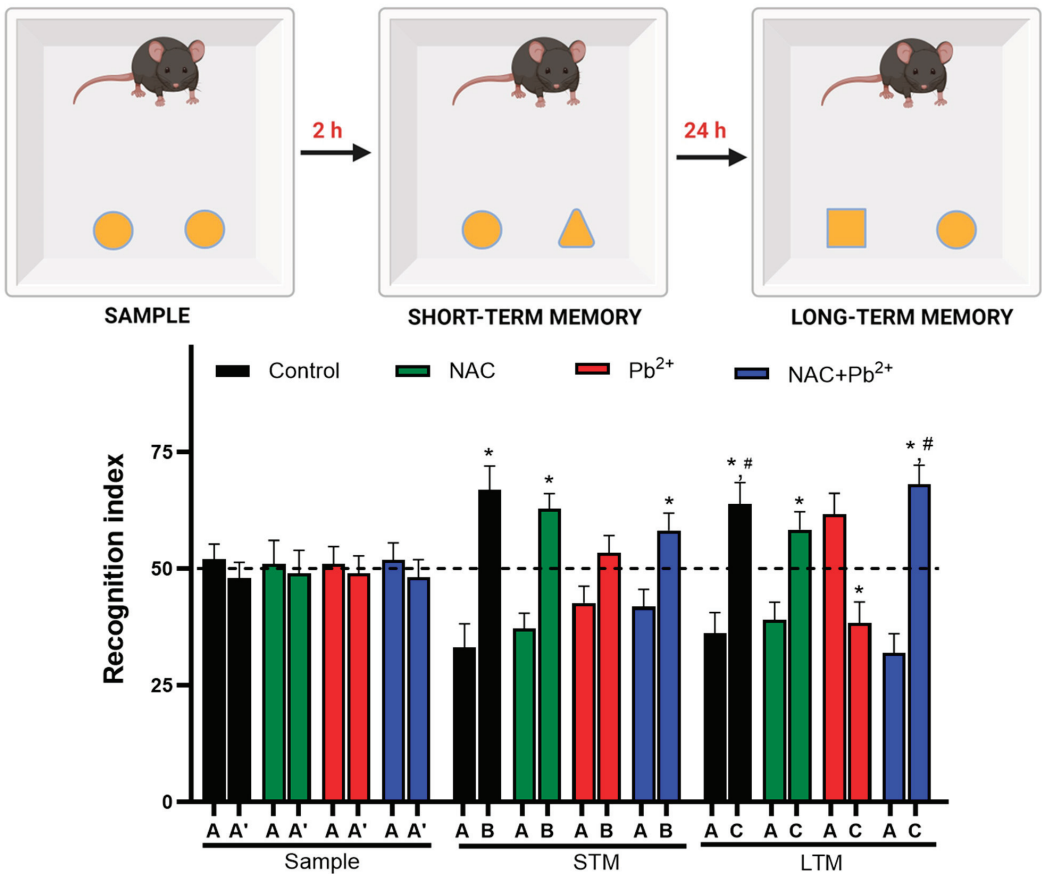 2 h
24 h
SAMPLE
SHORT-TERM MEMORY
LONG-TERM MEMORY
Control
NAC
Pb²⁺
NAC+Pb²⁺
Recognition index
75
50
25
0
*
*
*
*,#
*
*
*,#
A A' A A' A A' A A' A B A B A B A B A C A C A C A C
Sample STM LTM